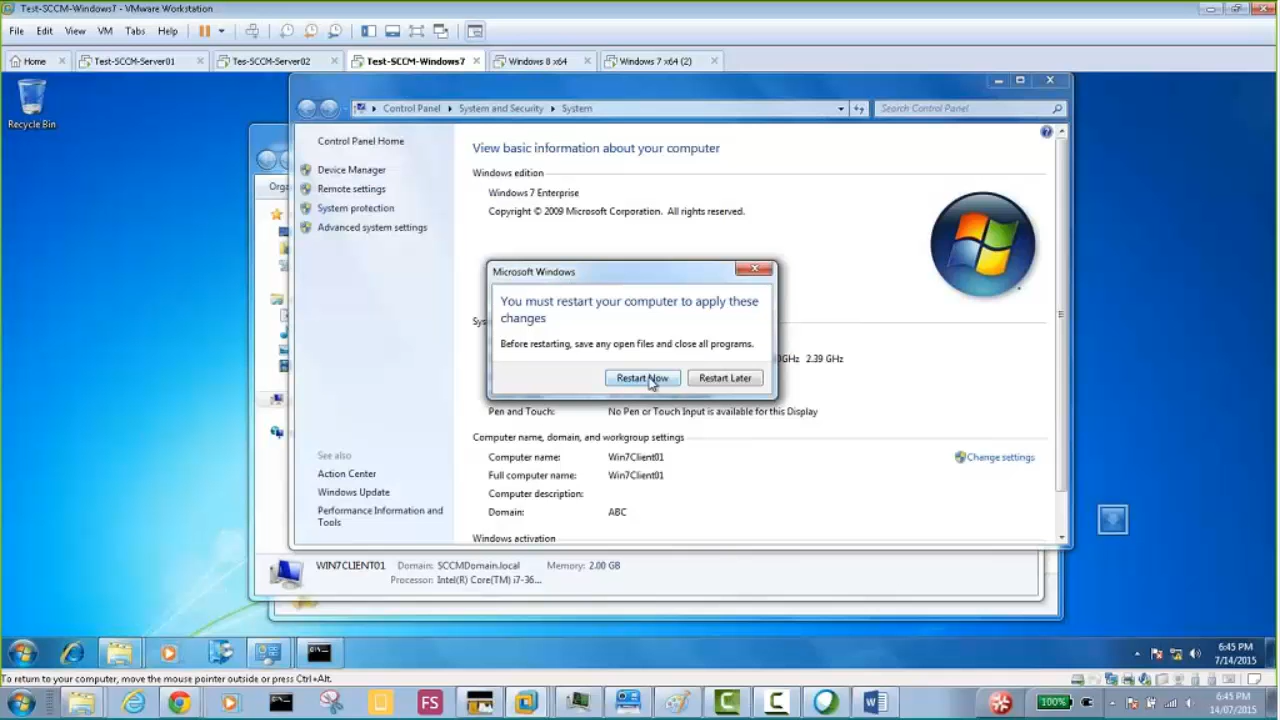 Test-SCCM-Windows7 - VMware Workstation
File Edit View VM Tabs Help
Home Test-SCCM-Server01 Tes-SCCM-Server02 Test-SCCM-Windows7 Windows 8 x64 Windows 7 x64 (2)
Recycle Bin
Control Panel System and Security System Search Control Panel
Control Panel Home
Device Manager
Remote settings
System protection
Advanced system settings
View basic information about your computer
Windows edition
Windows 7 Enterprise
Copyright © 2009 Microsoft Corporation. All rights reserved.
Microsoft Windows
You must restart your computer to apply these
changes
Before restarting, save any open files and close all programs.
Restart Now Restart Later
0GHz 2.39 GHz
Pen and Touch: No Pen or Touch Input is available for this Display
Computer name, domain, and workgroup settings
Computer name: Win7Client01 Change settings
Full computer name: Win7Client01
Computer description:
Domain: ABC
Windows activation
See also
Action Center
Windows Update
Performance Information and
Tools
WIN7CLIENT01 Domain: SCCMDomain.local Memory: 2.00 GB
Processor: Intel(R) Core(TM) i7-36...
6:45 PM
7/14/2015
To return to your computer, move the mouse pointer outside or press Ctrl+Alt.
FS
100%
6:45 PM
14/07/2015